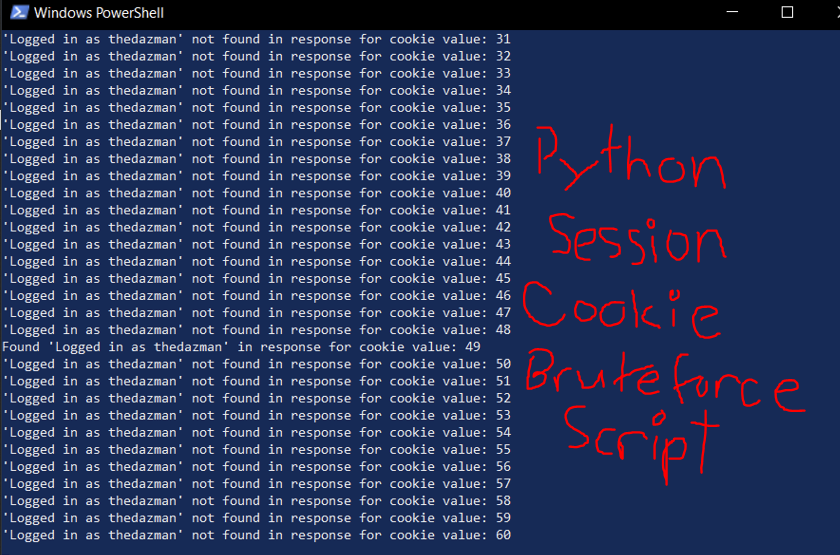 Windows PowerShell
'Logged in as thedazman' not found in response for cookie value: 31
'Logged in as thedazman' not found in response for cookie value: 32
'Logged in as thedazman' not found in response for cookie value: 33
'Logged in as thedazman' not found in response for cookie value: 34
'Logged in as thedazman' not found in response for cookie value: 35
'Logged in as thedazman' not found in response for cookie value: 36
'Logged in as thedazman' not found in response for cookie value: 37
'Logged in as thedazman' not found in response for cookie value: 38
'Logged in as thedazman' not found in response for cookie value: 39
'Logged in as thedazman' not found in response for cookie value: 40
'Logged in as thedazman' not found in response for cookie value: 41
'Logged in as thedazman' not found in response for cookie value: 42
'Logged in as thedazman' not found in response for cookie value: 43
'Logged in as thedazman' not found in response for cookie value: 44
'Logged in as thedazman' not found in response for cookie value: 45
'Logged in as thedazman' not found in response for cookie value: 46
'Logged in as thedazman' not found in response for cookie value: 47
'Logged in as thedazman' not found in response for cookie value: 48
Found 'Logged in as thedazman' in response for cookie value: 49
'Logged in as thedazman' not found in response for cookie value: 50
'Logged in as thedazman' not found in response for cookie value: 51
'Logged in as thedazman' not found in response for cookie value: 52
'Logged in as thedazman' not found in response for cookie value: 53
'Logged in as thedazman' not found in response for cookie value: 54
'Logged in as thedazman' not found in response for cookie value: 55
'Logged in as thedazman' not found in response for cookie value: 56
'Logged in as thedazman' not found in response for cookie value: 57
'Logged in as thedazman' not found in response for cookie value: 58
'Logged in as thedazman' not found in response for cookie value: 59
'Logged in as thedazman' not found in response for cookie value: 60
Python
Session
Cookie
Bruteforce
Script